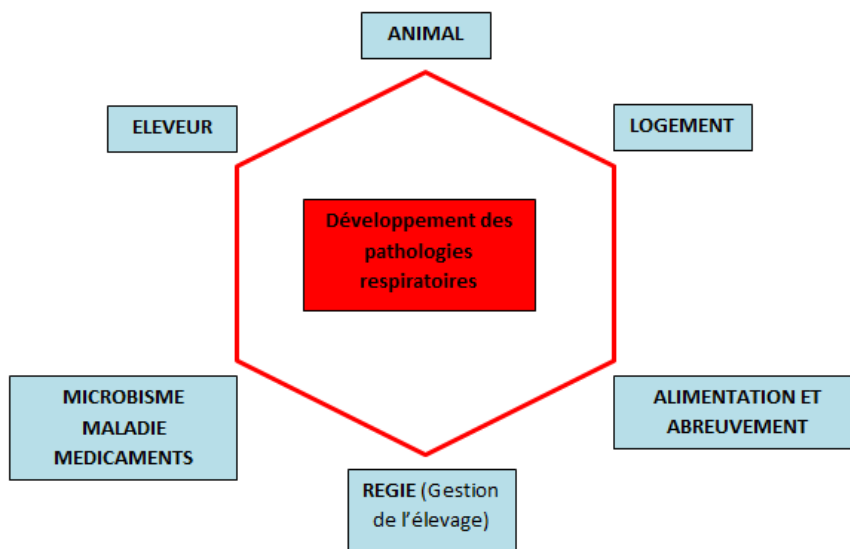 ANIMAL
ELEVEUR
LOGEMENT
Développement des
pathologies
respiratoires
MICROBISME
MALADIE
MEDICAMENTS
ALIMENTATION ET
ABREUVEMENT
REGIE (Gestion
de l'élevage)